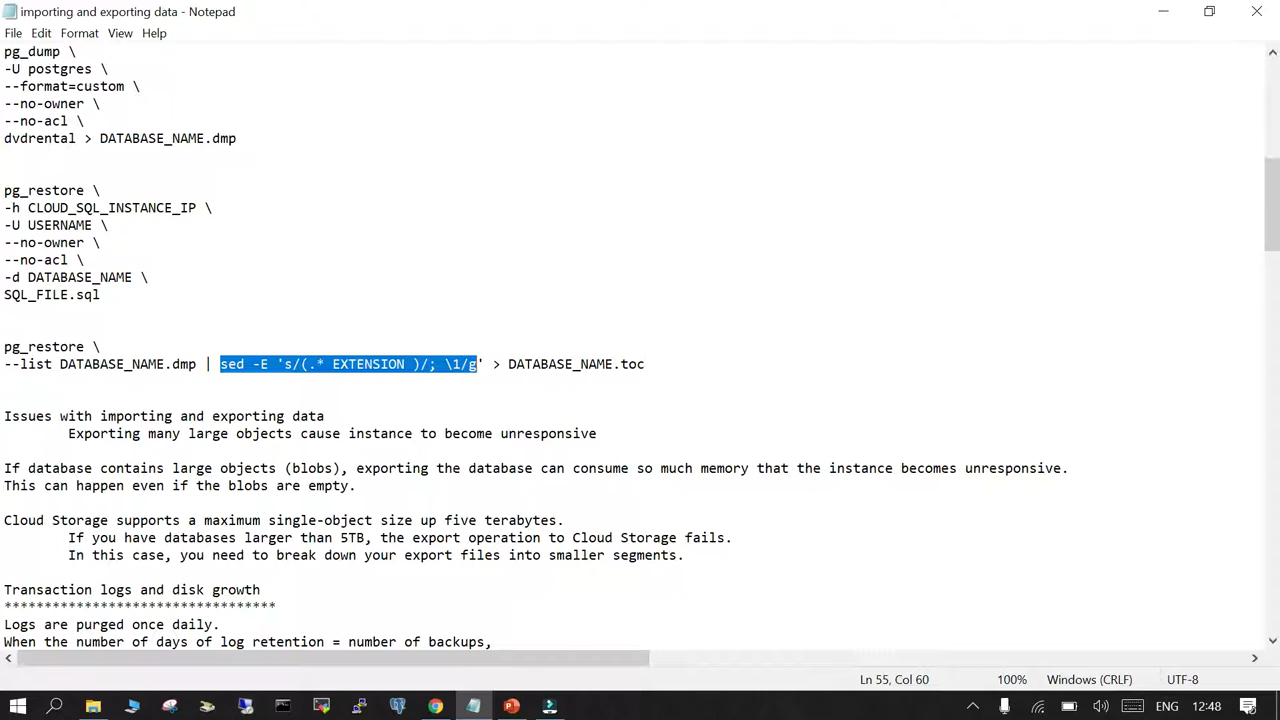 importing and exporting data - Notepad
File Edit Format View Help
pg_dump \
-U postgres \
--format=custom \
--no-owner \
--no-acl \
dvdrental > DATABASE_NAME.dmp
pg_restore \
-h CLOUD_SQL_INSTANCE_IP \
-U USERNAME \
--no-owner \
--no-acl \
-d DATABASE_NAME \
SQL_FILE.sql
pg_restore \
--list DATABASE_NAME.dmp | sed -E 's/(.* EXTENSION )/; \1/g' > DATABASE_NAME.toc
Issues with importing and exporting data
Exporting many large objects cause instance to become unresponsive
If database contains large objects (blobs), exporting the database can consume so much memory that the instance becomes unresponsive.
This can happen even if the blobs are empty.
Cloud Storage supports a maximum single-object size up five terabytes.
If you have databases larger than 5TB, the export operation to Cloud Storage fails.
In this case, you need to break down your export files into smaller segments.
Transaction logs and disk growth
**********************************
Logs are purged once daily.
When the number of days of log retention = number of backups,
Ln 55, Col 60 100% Windows (CRLF) UTF-8
ENG 12:48